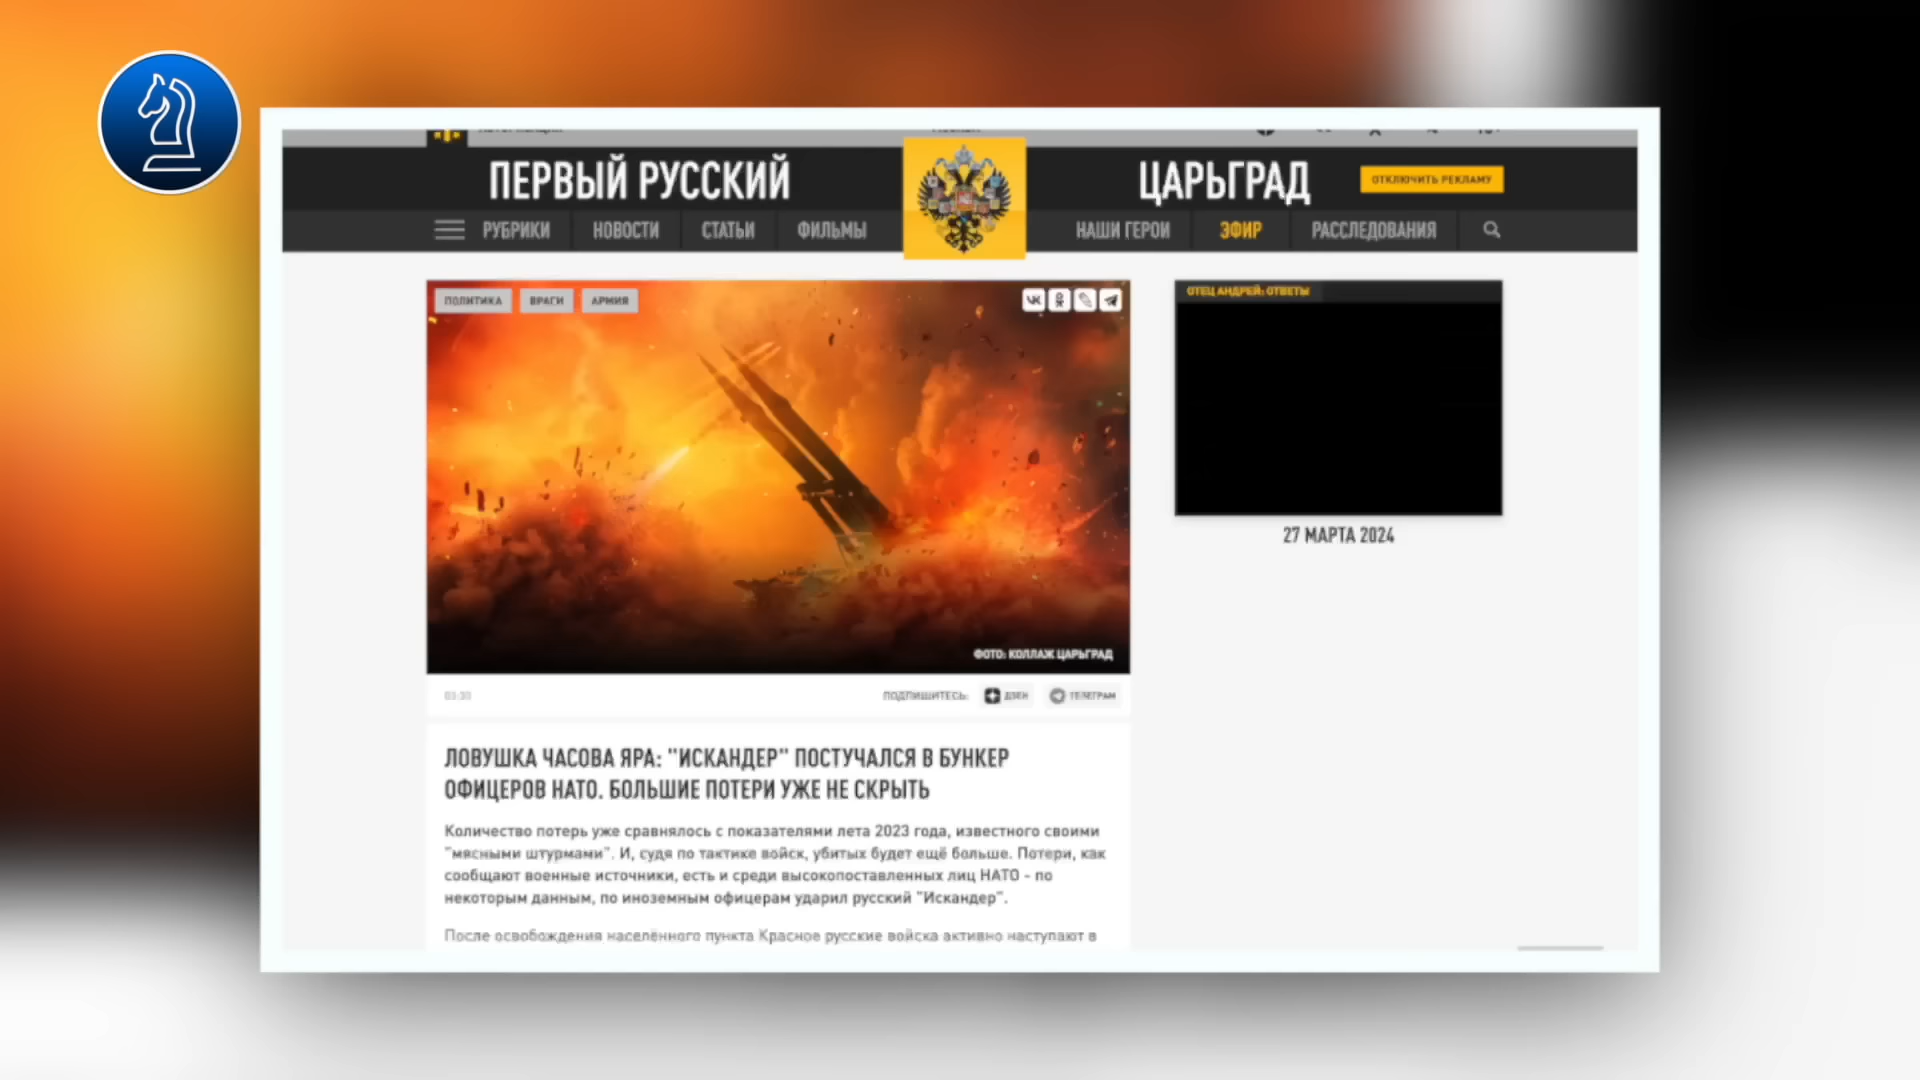 ПЕРВЫЙ РУССКИЙ
ЦАРЬГРАД
ОТКЛЮЧИТЬ РЕКЛАМУ
РУБРИКИ
НОВОСТИ
СТАТЬИ
ФИЛЬМЫ
НАШИ ГЕРОИ
ЭФИР
РАССЛЕДОВАНИЯ
ПОЛИТИКА
ВРАГИ
АРМИЯ
ОТЕЦ АНДРЕЙ: ОТВЕТЫ
27 МАРТА 2024
ФОТО: КОЛЛАЖ ЦАРЬГРАД
03:30
ПОДПИШИТЕСЬ:
ДЗЕН
ТЕЛЕГРАМ
ЛОВУШКА ЧАСОВА ЯРА: "ИСКАНДЕР" ПОСТУЧАЛСЯ В БУНКЕР
ОФИЦЕРОВ НАТО. БОЛЬШИЕ ПОТЕРИ УЖЕ НЕ СКРЫТЬ
Количество потерь уже сравнялось с показателями лета 2023 года, известного своими
"мясными штурмами". И, судя по тактике войск, убитых будет ещё больше. Потери, как
сообщают военные источники, есть и среди высокопоставленных лиц НАТО - по
некоторым данным, по иноземным офицерам ударил русский "Искандер".
После освобождения населённого пункта Красное русские войска активно наступают в